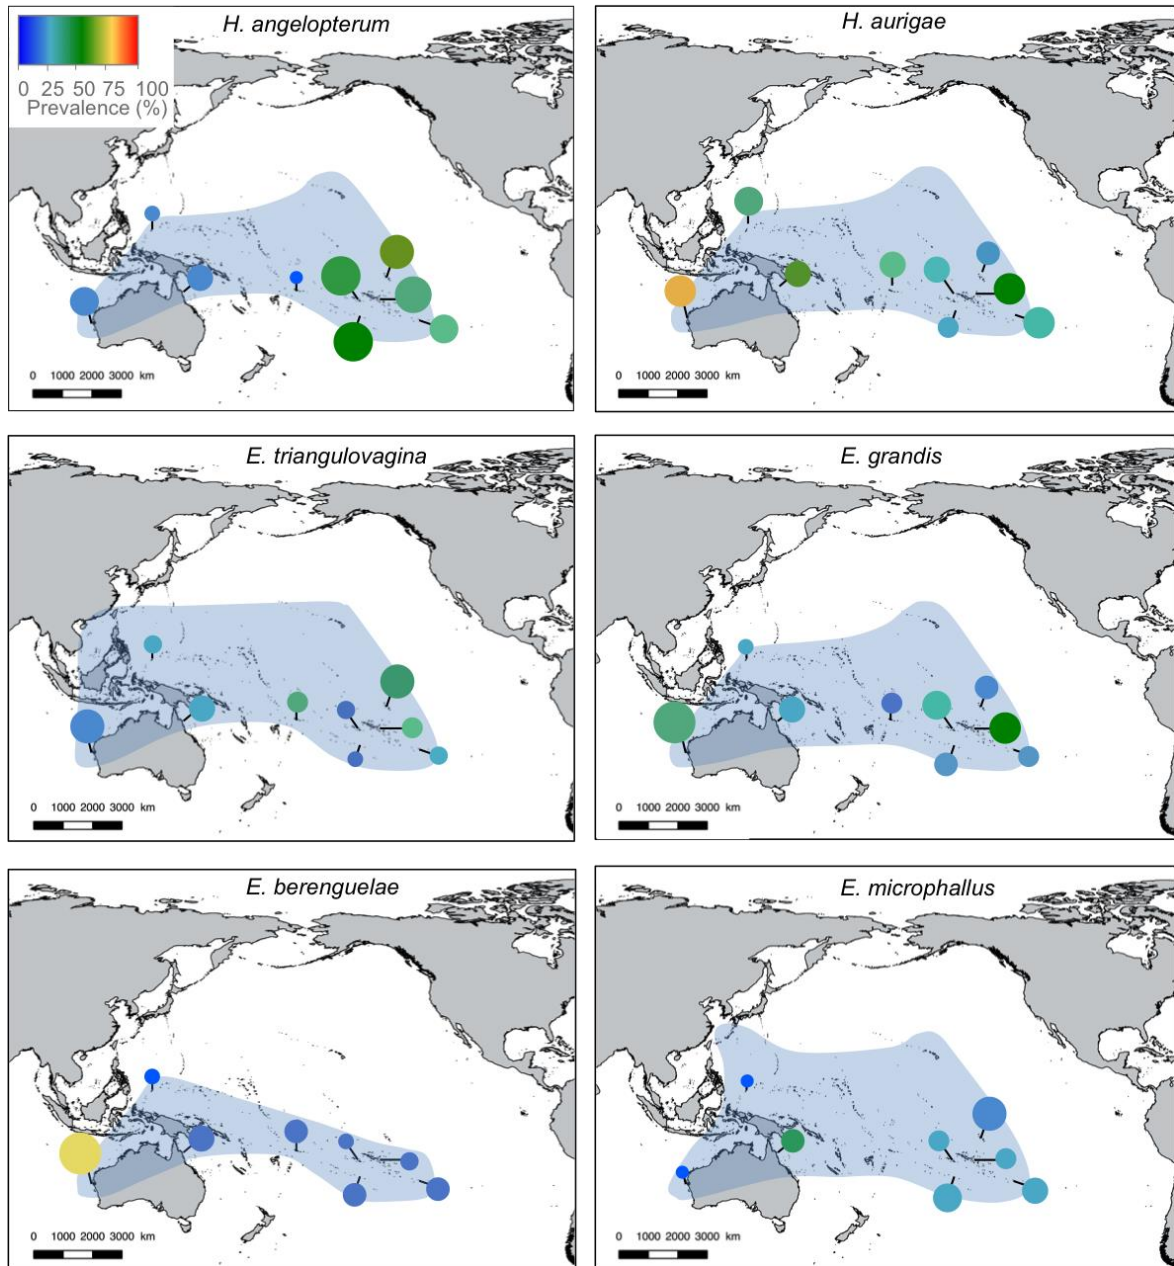 H. angelopterum
0 25 50 75 100
Prevalence (%)
0 1000 2000 3000 km
H. aurigae
0 1000 2000 3000 km
E. triangulovagina
0 1000 2000 3000 km
E. grandis
0 1000 2000 3000 km
E. berenguelae
0 1000 2000 3000 km
E. microphallus
0 1000 2000 3000 km